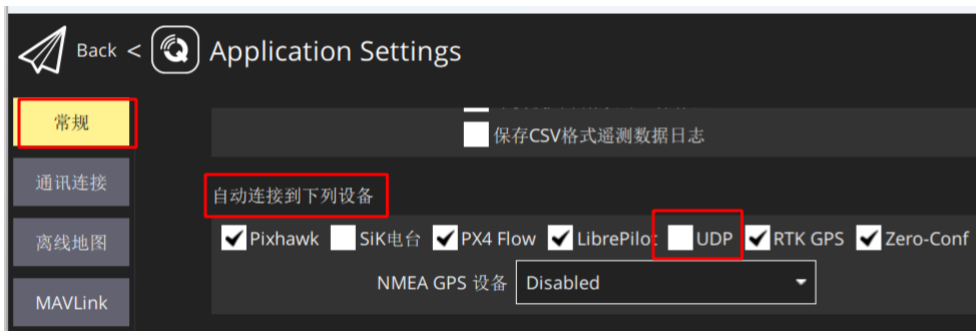 Back < Application Settings
常规
保存CSV格式遥测数据日志
通讯连接
自动连接到下列设备
离线地图
Pixhawk SiK电台 PX4 Flow LibrePilot UDP RTK GPS Zero-Conf
NMEA GPS 设备 Disabled
MAVLink